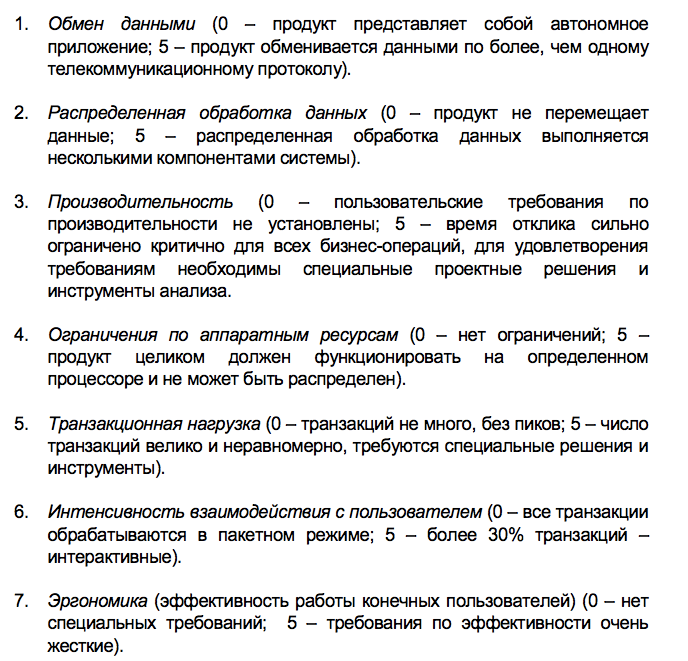 1. Обмен данными (0 – продукт представляет собой автономное
приложение; 5 – продукт обменивается данными по более, чем одному
телекоммуникационному протоколу).
2. Распределенная обработка данных (0 – продукт не перемещает
данные; 5 – распределенная обработка данных выполняется
несколькими компонентами системы).
3. Производительность (0 – пользовательские требования по
производительности не установлены; 5 – время отклика сильно
ограничено критично для всех бизнес-операций, для удовлетворения
требованиям необходимы специальные проектные решения и
инструменты анализа.
4. Ограничения по аппаратным ресурсам (0 – нет ограничений; 5 –
продукт целиком должен функционировать на определенном
процессоре и не может быть распределен).
5. Транзакционная нагрузка (0 – транзакций не много, без пиков; 5 – число
транзакций велико и неравномерно, требуются специальные решения и
инструменты).
6. Интенсивность взаимодействия с пользователем (0 – все транзакции
обрабатываются в пакетном режиме; 5 – более 30% транзакций –
интерактивные).
7. Эргономика (эффективность работы конечных пользователей) (0 – нет
специальных требований; 5 – требования по эффективности очень
жесткие).